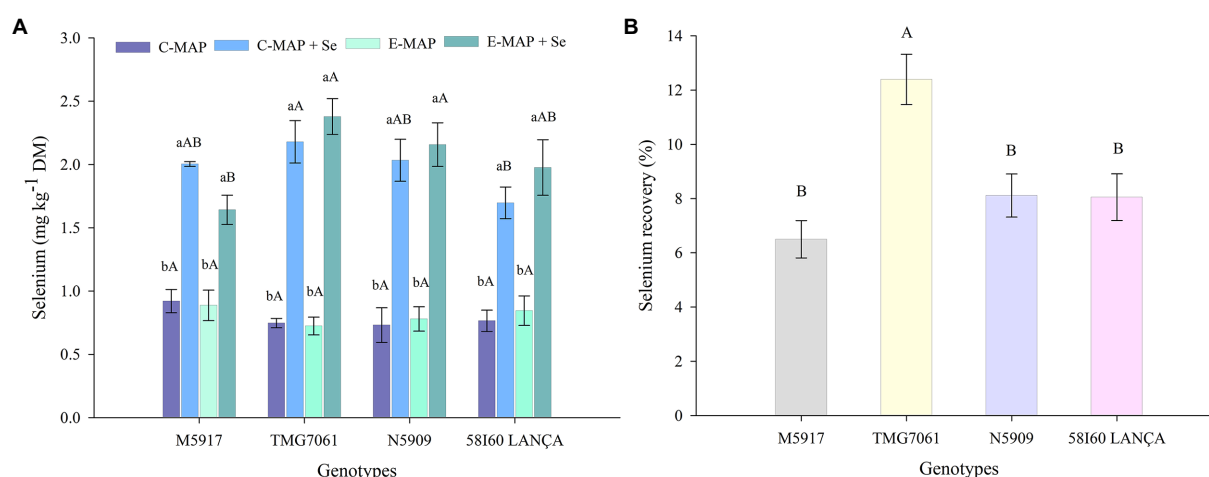 A
C-MAP C-MAP + Se E-MAP E-MAP + Se
Selenium (mg kg⁻¹ DM)
3.0
2.5
2.0
1.5
1.0
0.5
0.0
bA aAB bA aB
bA aA bA aA
bA aAB bA aA
bA aB bA aAB
M5917 TMG7061 N5909 58I60 LANÇA
Genotypes
B
Selenium recovery (%)
14
12
10
8
6
4
2
0
B A B B
M5917 TMG7061 N5909 58I60 LANÇA
Genotypes